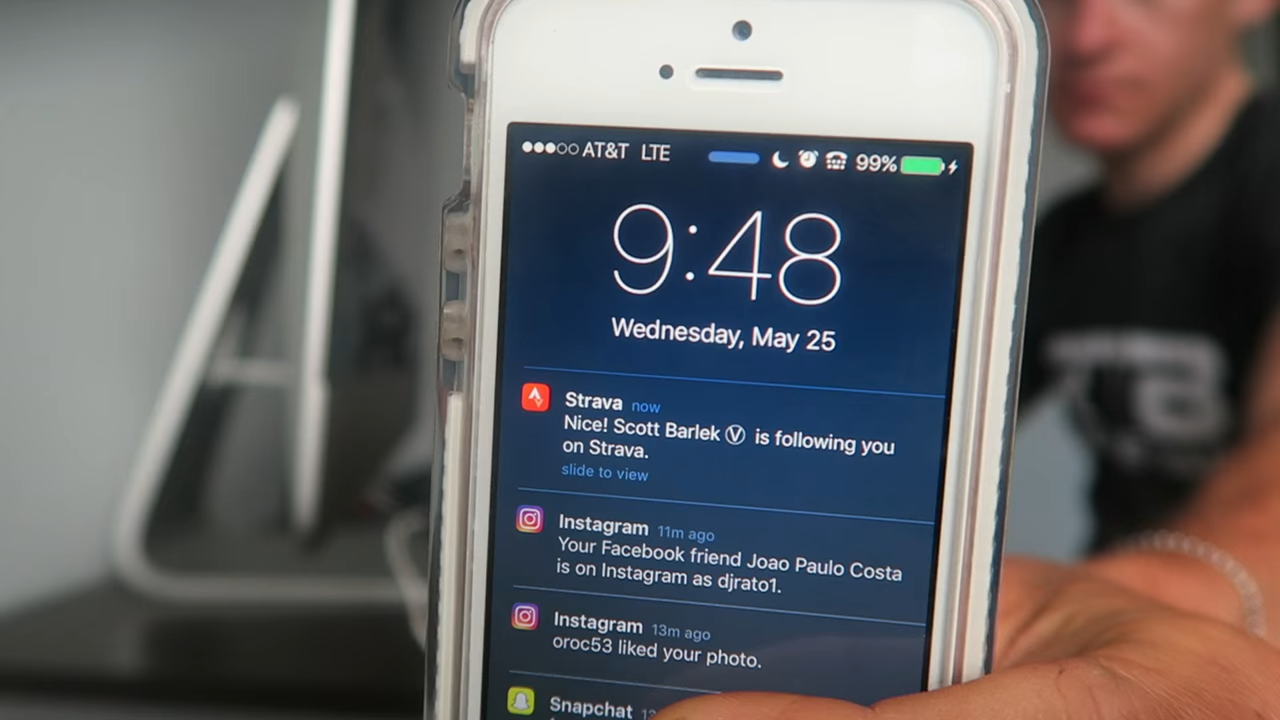 AT&T LTE 99%
9:48
Wednesday, May 25
Strava now
Nice! Scott Barlek Ⓥ is following you
on Strava.
slide to view
Instagram 11m ago
Your Facebook friend Joao Paulo Costa
is on Instagram as djrato1.
Instagram 13m ago
oroc53 liked your photo.
Snapchat